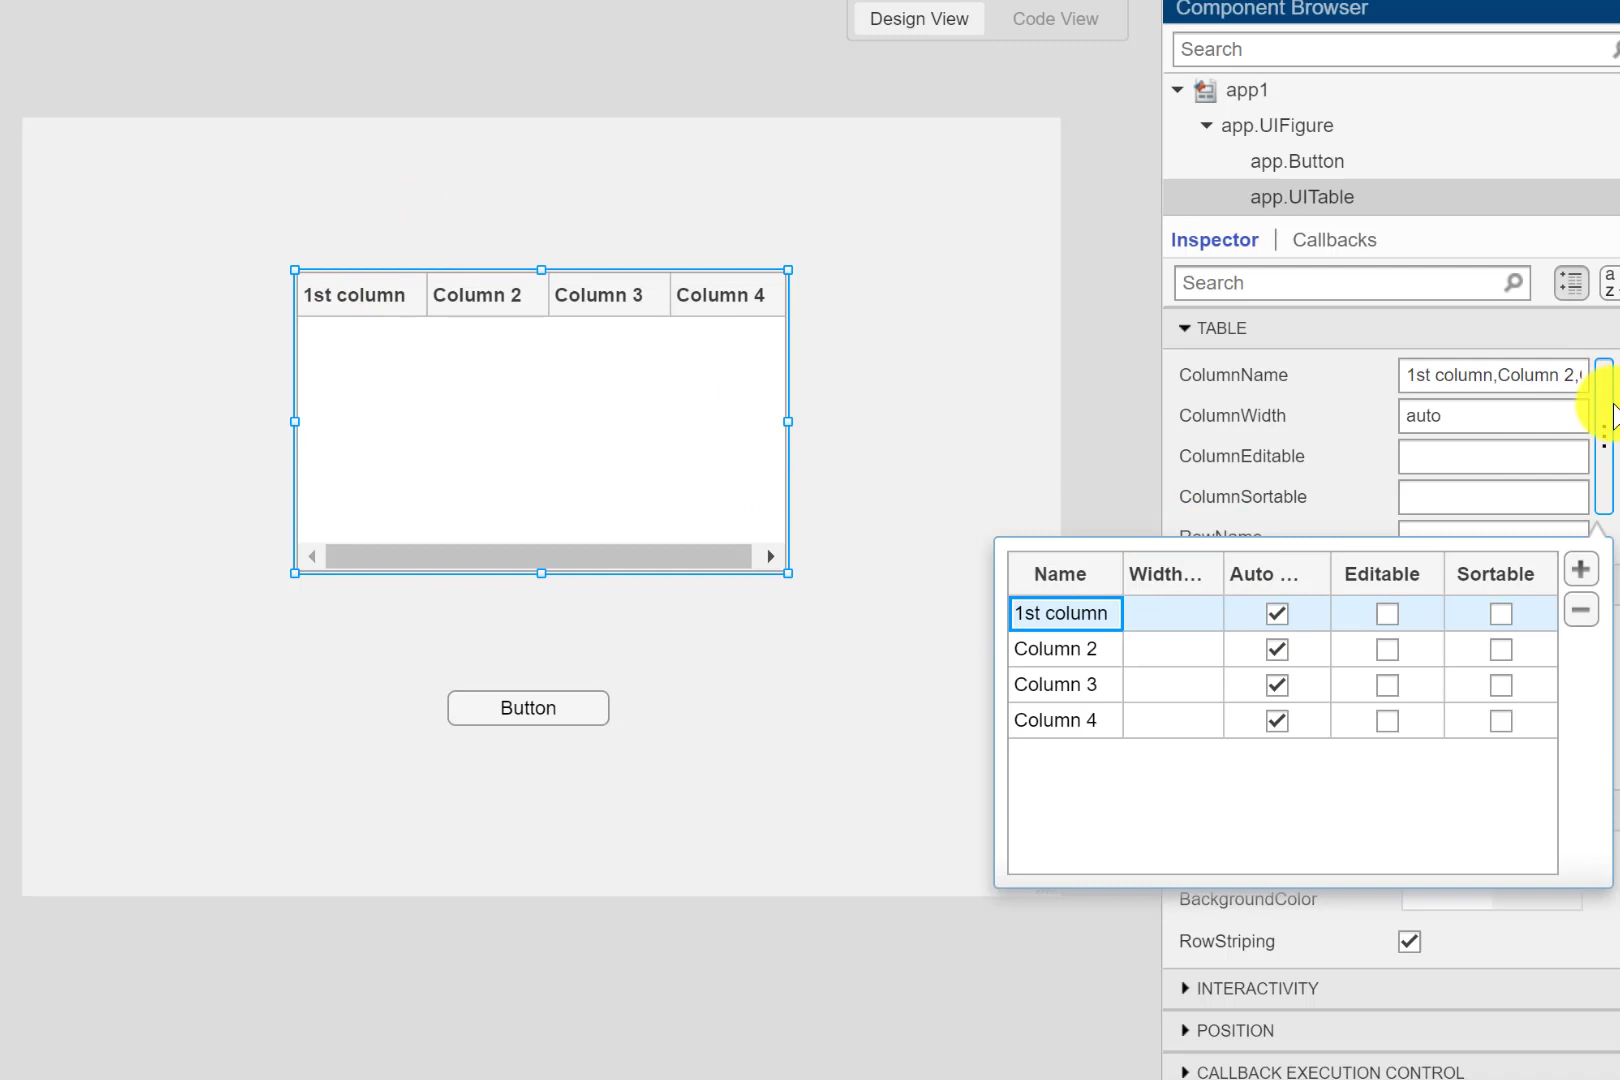 Design View
Code View
Component Browser
Search
app1
app.UIFigure
app.Button
app.UITable
Inspector | Callbacks
Search
a
z
TABLE
ColumnName
1st column,Column 2,
ColumnWidth
auto
ColumnEditable
ColumnSortable
RowName
1st column
Column 2
Column 3
Column 4
Button
Name
Width...
Auto ...
Editable
Sortable
1st column
Column 2
Column 3
Column 4
BackgroundColor
RowStriping
INTERACTIVITY
POSITION
CALLBACK EXECUTION CONTROL